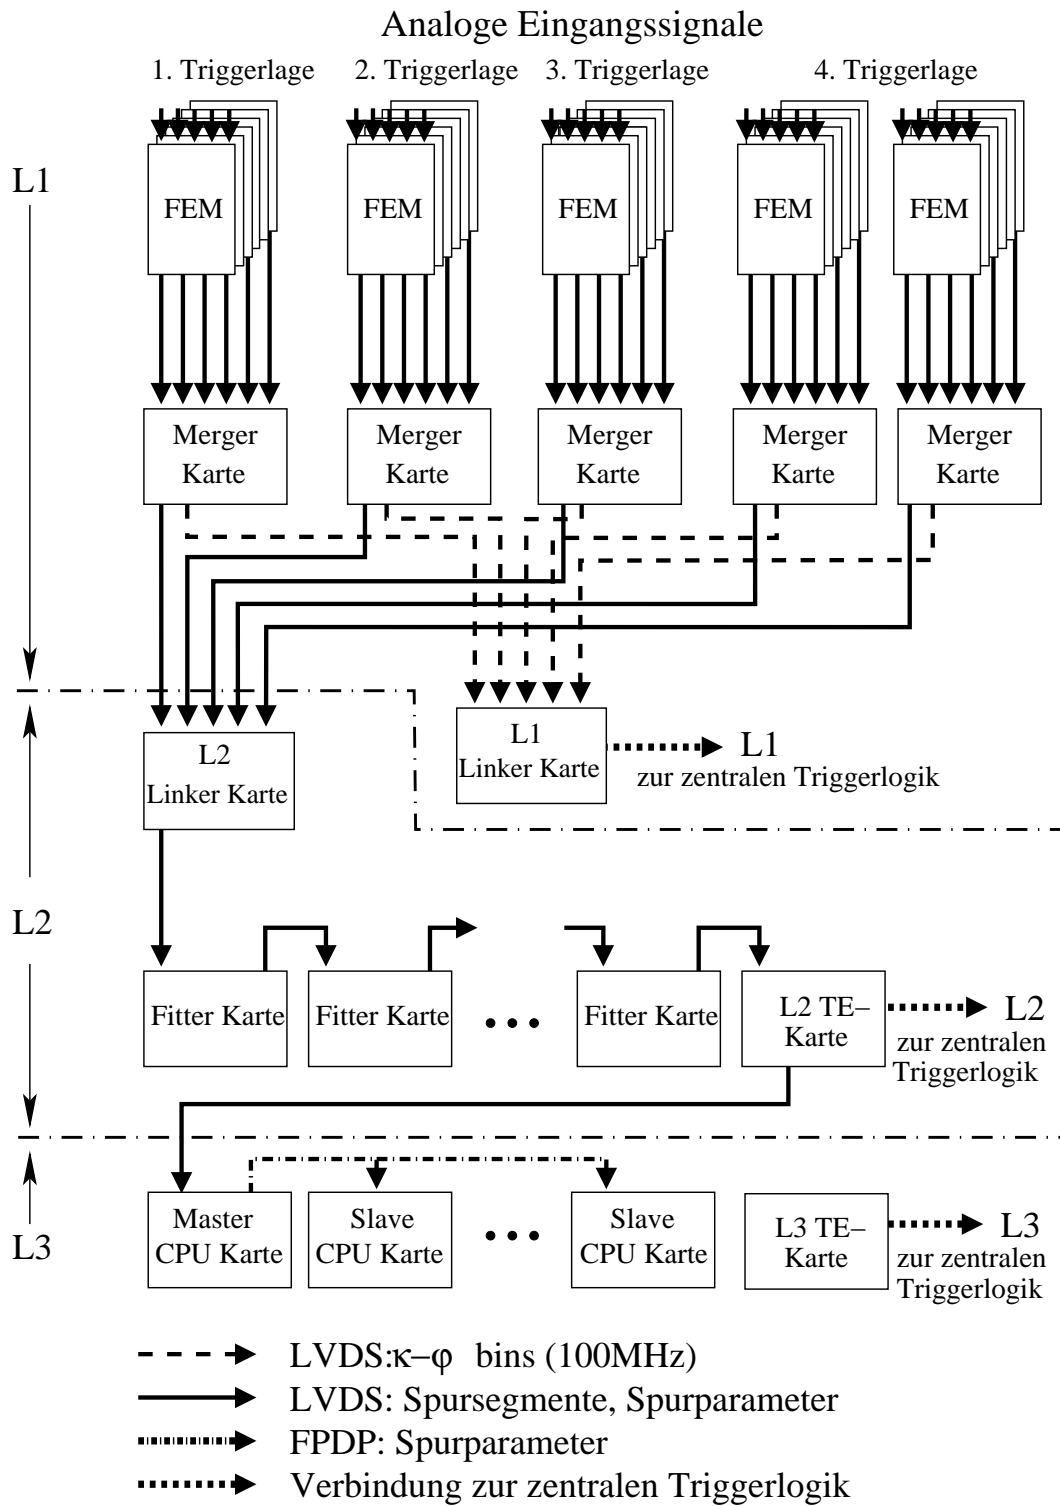 Analoge Eingangssignale
1. Triggerlage
2. Triggerlage
3. Triggerlage
4. Triggerlage
L1
FEM
FEM
FEM
FEM
FEM
Merger
Karte
Merger
Karte
Merger
Karte
Merger
Karte
Merger
Karte
L2
Linker Karte
L1
Linker Karte
L1
zur zentralen Triggerlogik
L2
Fitter Karte
Fitter Karte
• • •
Fitter Karte
L2 TE–
Karte
L2
zur zentralen
Triggerlogik
L3
Master
CPU Karte
Slave
CPU Karte
• • •
Slave
CPU Karte
L3 TE–
Karte
L3
zur zentralen
Triggerlogik
LVDS:κ–φ bins (100MHz)
LVDS: Spursegmente, Spurparameter
FPDP: Spurparameter
Verbindung zur zentralen Triggerlogik